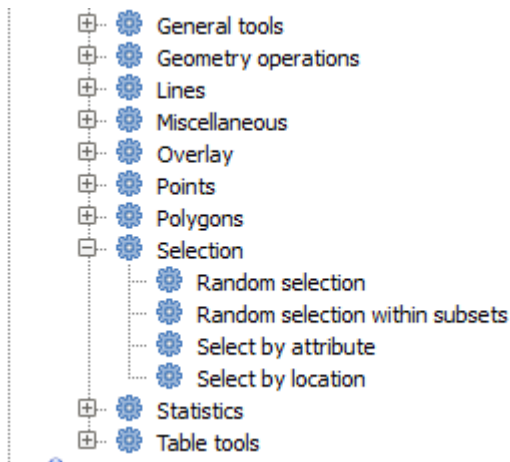 General tools
Geometry operations
Lines
Miscellaneous
Overlay
Points
Polygons
Selection
Random selection
Random selection within subsets
Select by attribute
Select by location
Statistics
Table tools